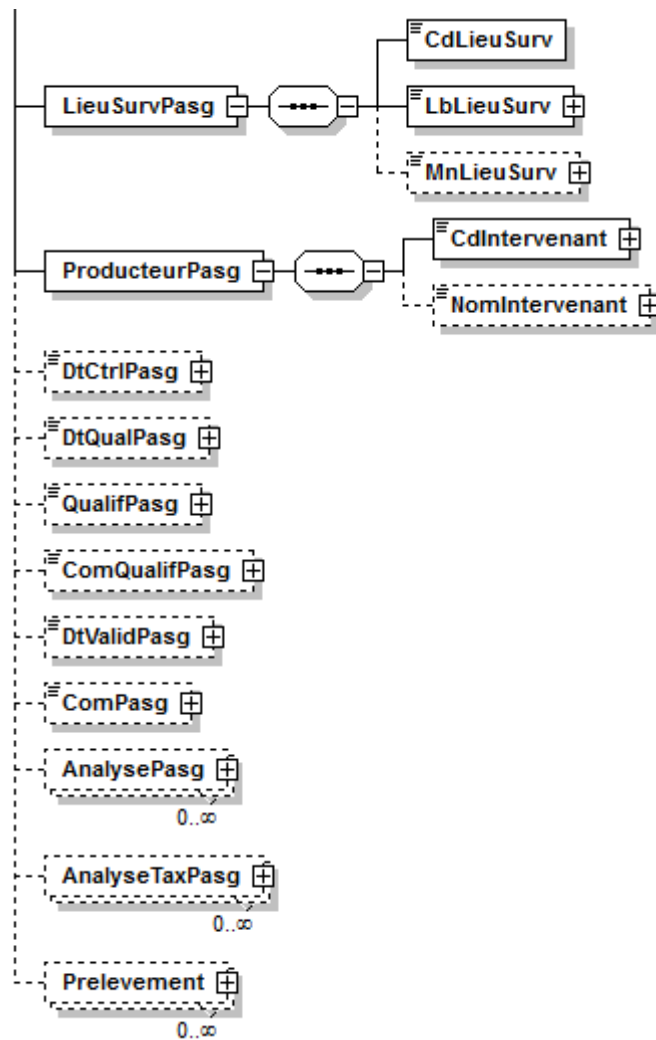 CdLieuSurv
LieuSurvPasg
LbLieuSurv
MnLieuSurv
CdIntervenant
ProducteurPasg
NomIntervenant
DtCtrlPasg
DtQualPasg
QualifPasg
ComQualifPasg
DtValidPasg
ComPasg
AnalysePasg
0..∞
AnalyseTaxPasg
0..∞
Prelevement
0..∞